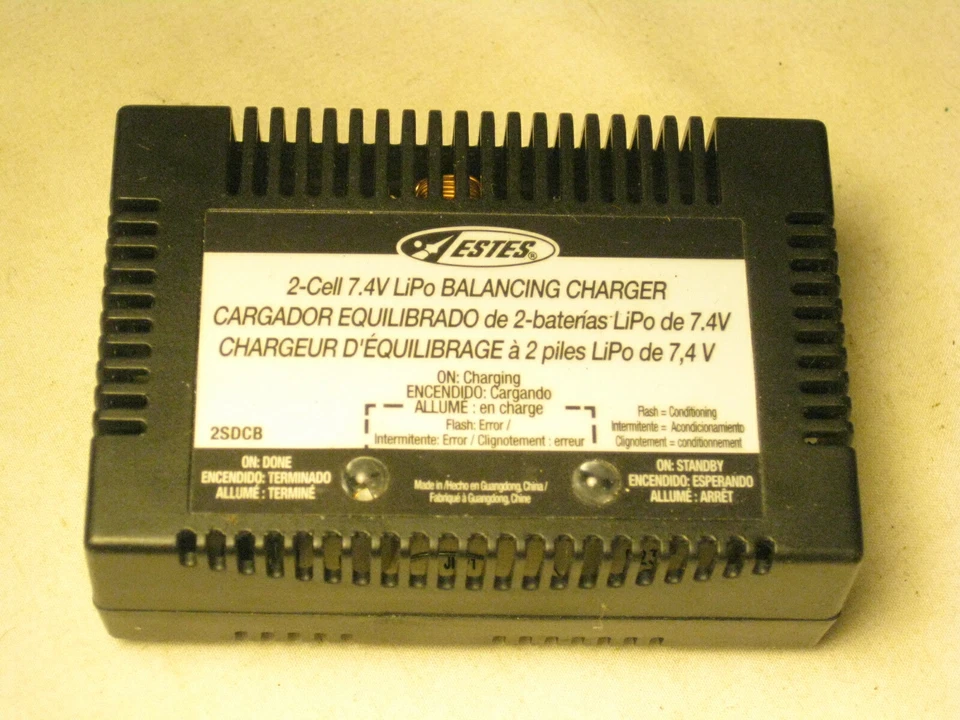 ESTES®
2-Cell 7.4V LiPo BALANCING CHARGER
CARGADOR EQUILIBRADO de 2-baterías LiPo de 7.4V
CHARGEUR D'ÉQUILIBRAGE à 2 piles LiPo de 7,4 V
ON: Charging
ENCENDIDO: Cargando
ALLUMÉ : en charge
Flash: Error /
Intermitente: Error / Clignotement : erreur
Flash = Conditioning
Intermitente = Acondicionamiento
Clignotement = conditionnement
2SDCB
ON: DONE
ENCENDIDO: TERMINADO
ALLUMÉ : TERMINÉ
Made in /Hecho en Guangdong, China /
Fabriqué à Guangdong, Chine
ON: STANDBY
ENCENDIDO: ESPERANDO
ALLUMÉ : ARRÊT